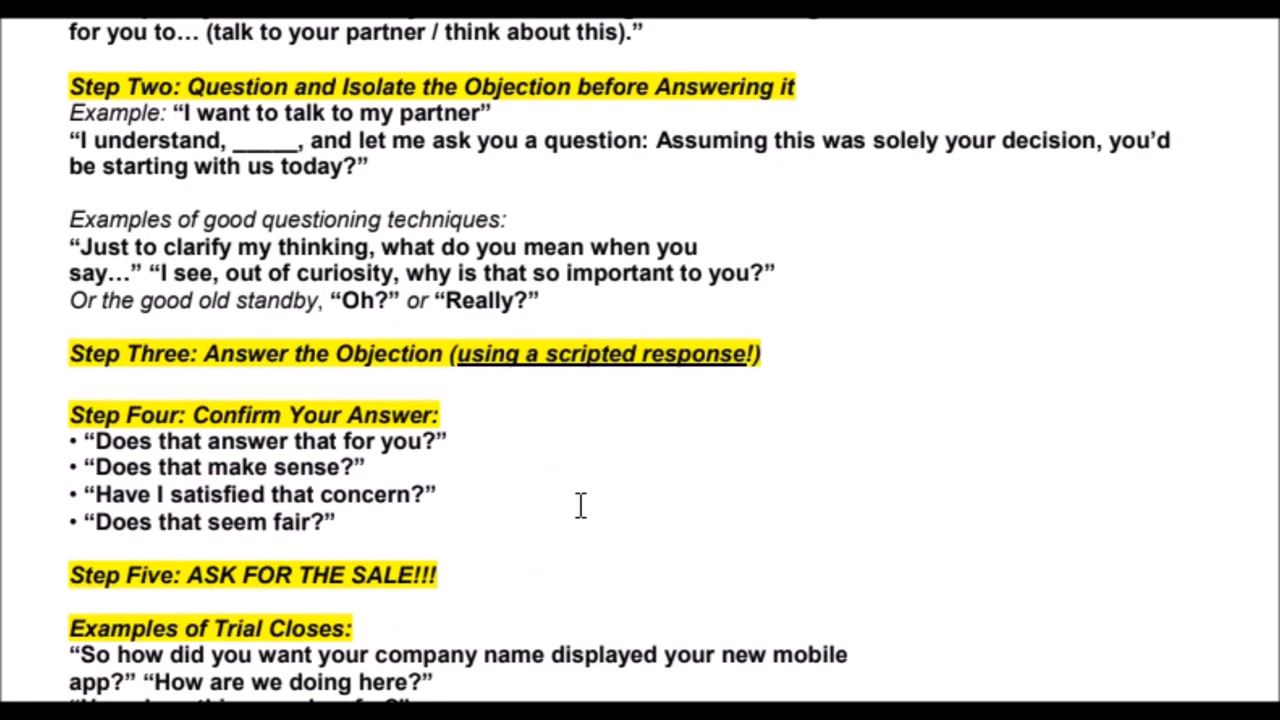 for you to… (talk to your partner / think about this).”
Step Two: Question and Isolate the Objection before Answering it
Example: “I want to talk to my partner”
“I understand, _____, and let me ask you a question: Assuming this was solely your decision, you’d
be starting with us today?”
Examples of good questioning techniques:
“Just to clarify my thinking, what do you mean when you
say…” “I see, out of curiosity, why is that so important to you?”
Or the good old standby, “Oh?” or “Really?”
Step Three: Answer the Objection (using a scripted response!)
Step Four: Confirm Your Answer:
• “Does that answer that for you?”
• “Does that make sense?”
• “Have I satisfied that concern?”
• “Does that seem fair?”
Step Five: ASK FOR THE SALE!!!
Examples of Trial Closes:
“So how did you want your company name displayed your new mobile
app?” “How are we doing here?”